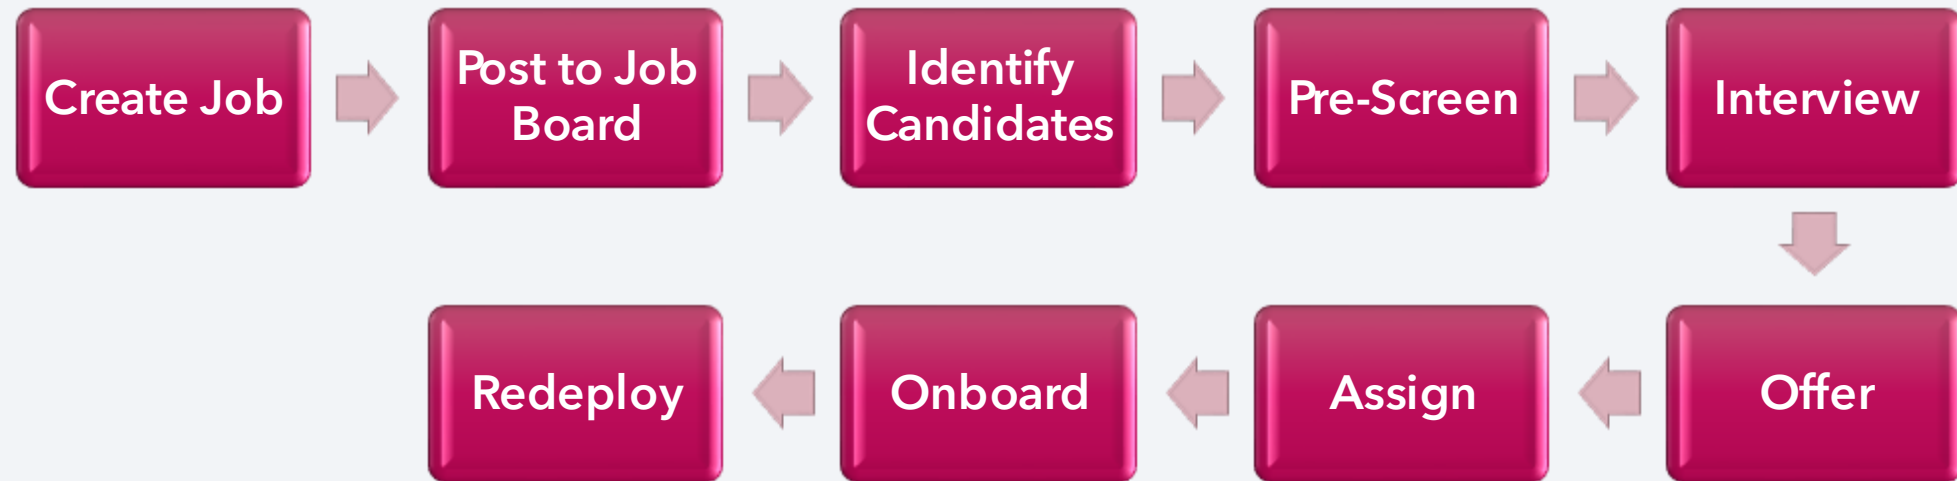 Create Job
Post to Job
Board
Identify
Candidates
Pre-Screen
Interview
Offer
Assign
Onboard
Redeploy